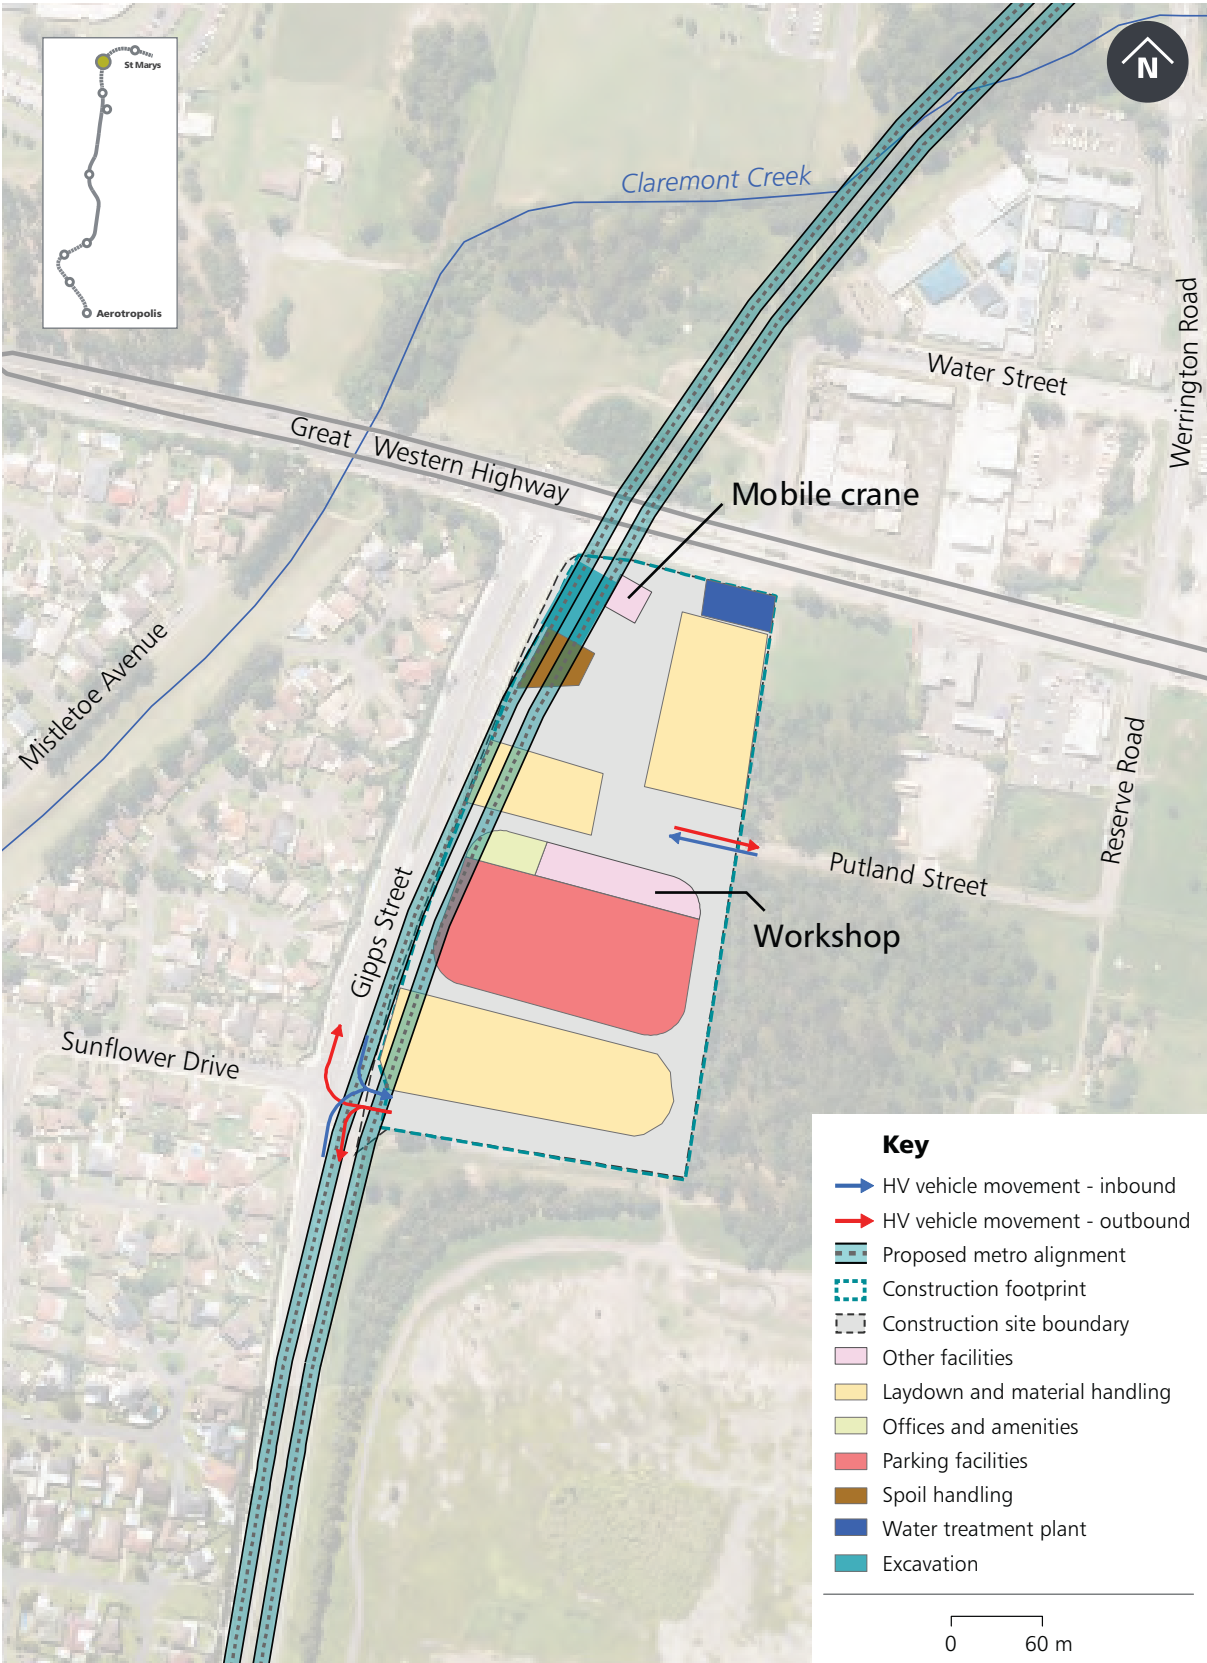 St Marys
Aerotropolis
N
Claremont Creek
Werrington Road
Water Street
Great Western Highway
Mobile crane
Mistletoe Avenue
Reserve Road
Putland Street
Gipps Street
Workshop
Sunflower Drive
Key
HV vehicle movement - inbound
HV vehicle movement - outbound
Proposed metro alignment
Construction footprint
Construction site boundary
Other facilities
Laydown and material handling
Offices and amenities
Parking facilities
Spoil handling
Water treatment plant
Excavation
0 60 m